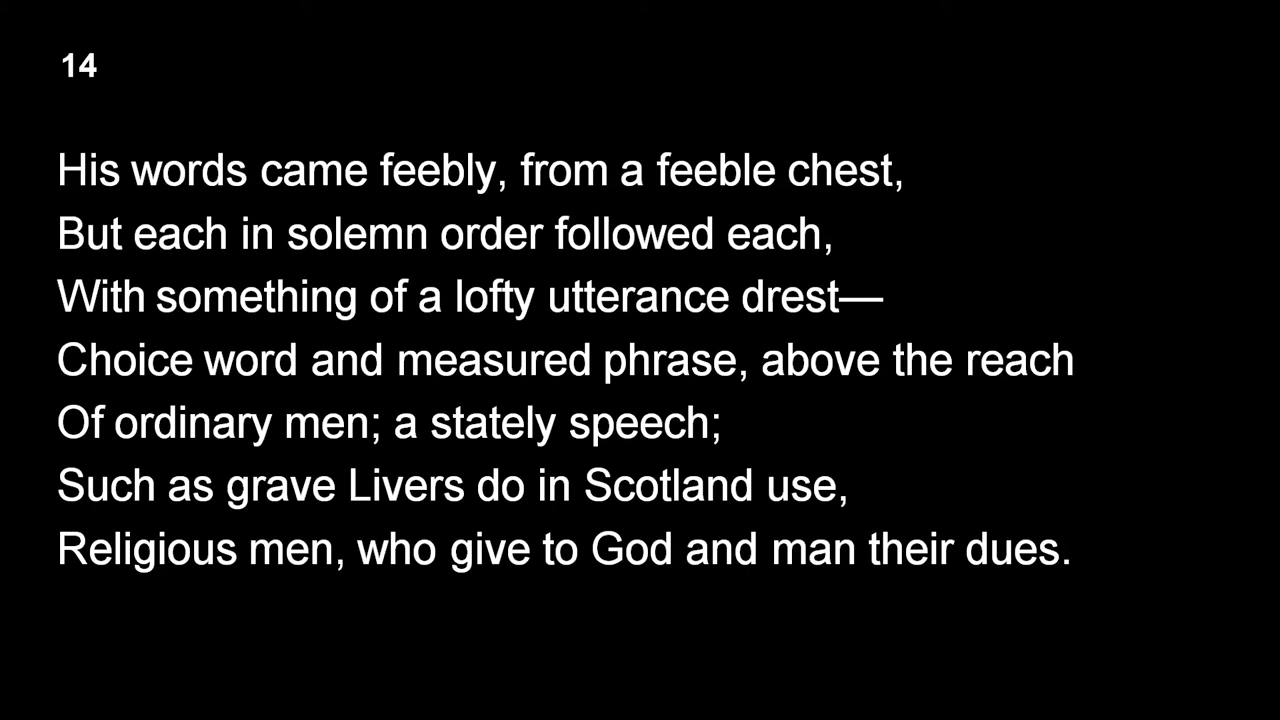 14
His words came feebly, from a feeble chest,
But each in solemn order followed each,
With something of a lofty utterance drest—
Choice word and measured phrase, above the reach
Of ordinary men; a stately speech;
Such as grave Livers do in Scotland use,
Religious men, who give to God and man their dues.